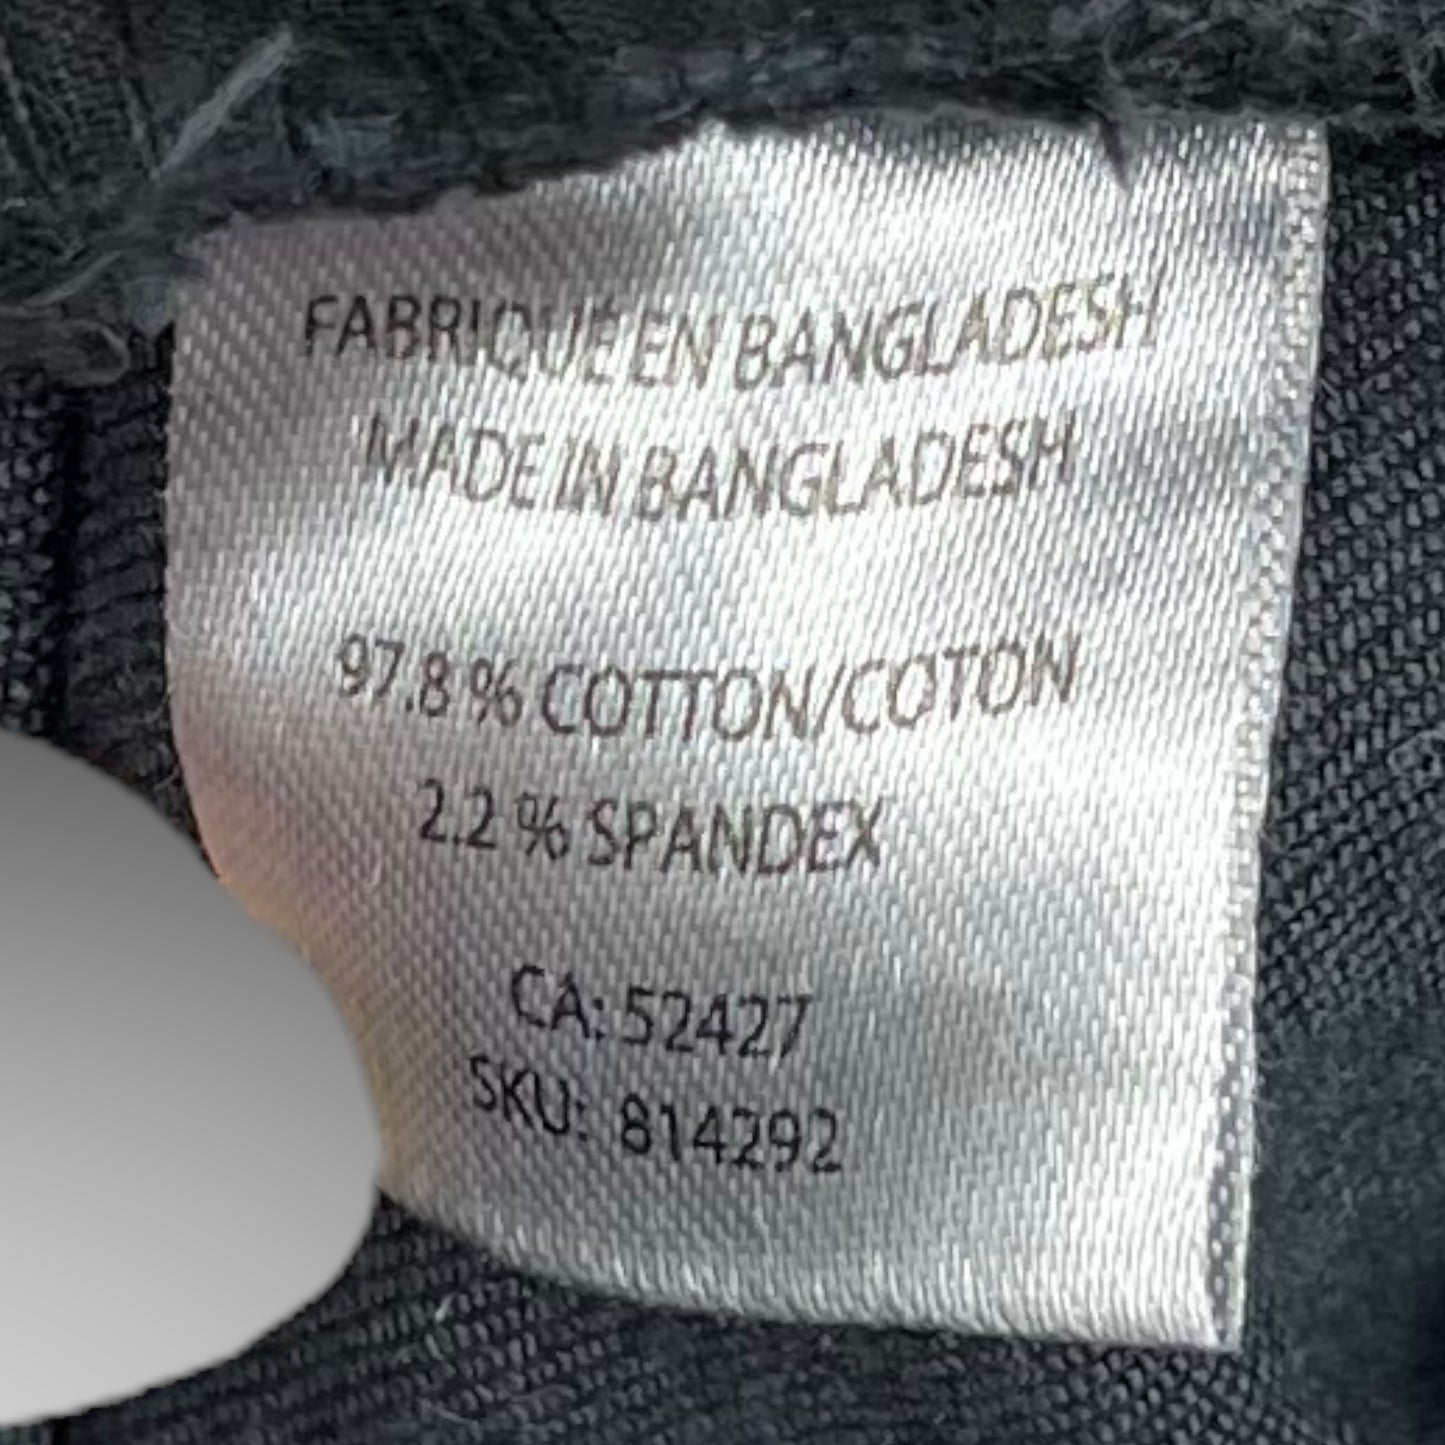 FABRIQUÉ EN BANGLADESH
MADE IN BANGLADESH
97.8 % COTTON/COTON
2.2 % SPANDEX
CA: 52427
SKU: 814292